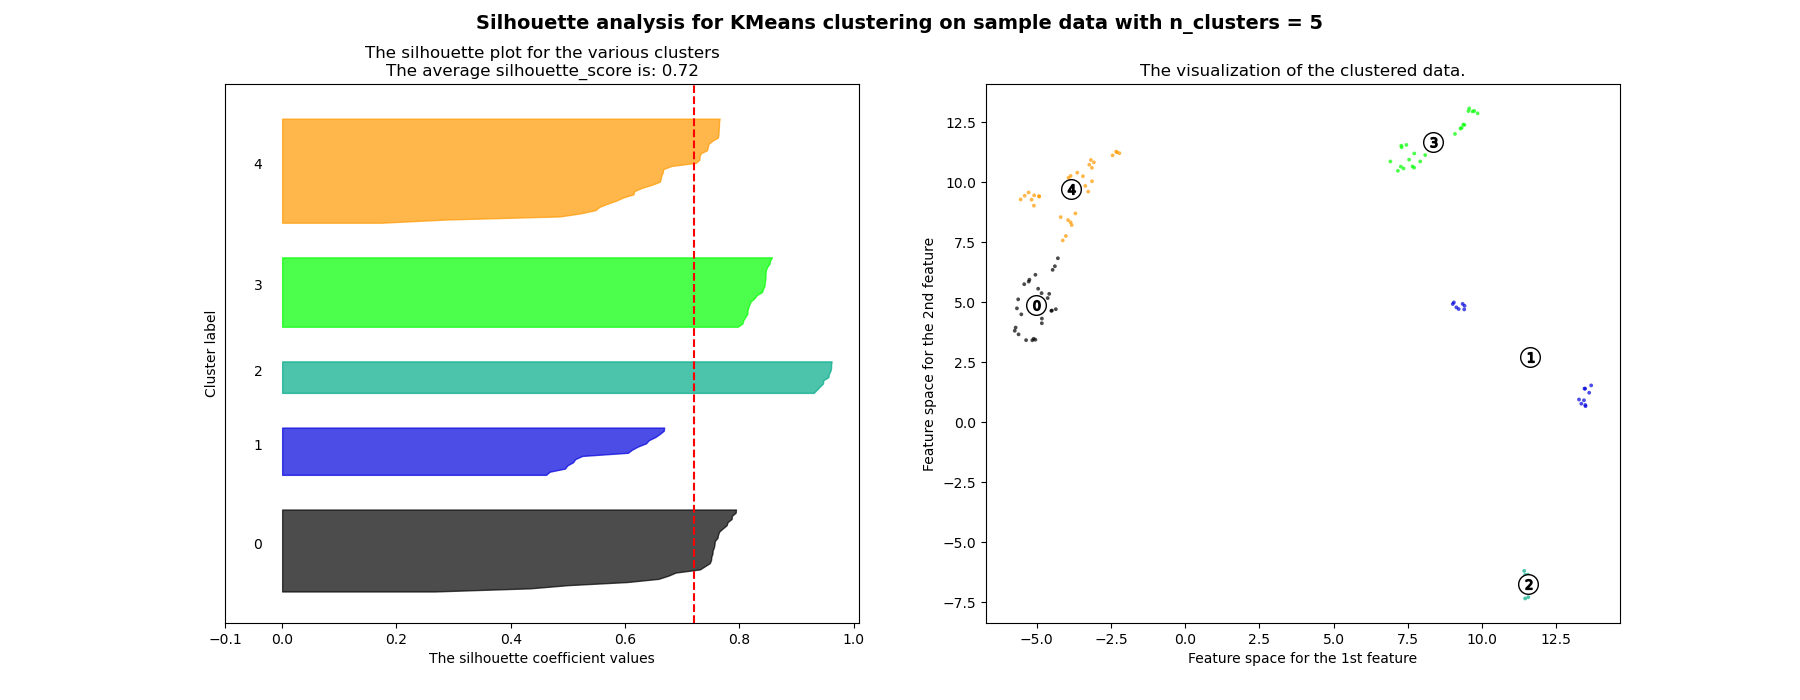 Silhouette analysis for KMeans clustering on sample data with n_clusters = 5
The silhouette plot for the various clusters
The average silhouette_score is: 0.72
Cluster label
4
3
2
1
0
−0.1 0.0 0.2 0.4 0.6 0.8 1.0
The silhouette coefficient values
The visualization of the clustered data.
Feature space for the 2nd feature
12.5
10.0
7.5
5.0
2.5
0.0
−2.5
−5.0
−7.5
3
4
0
1
2
−5.0 −2.5 0.0 2.5 5.0 7.5 10.0 12.5
Feature space for the 1st feature